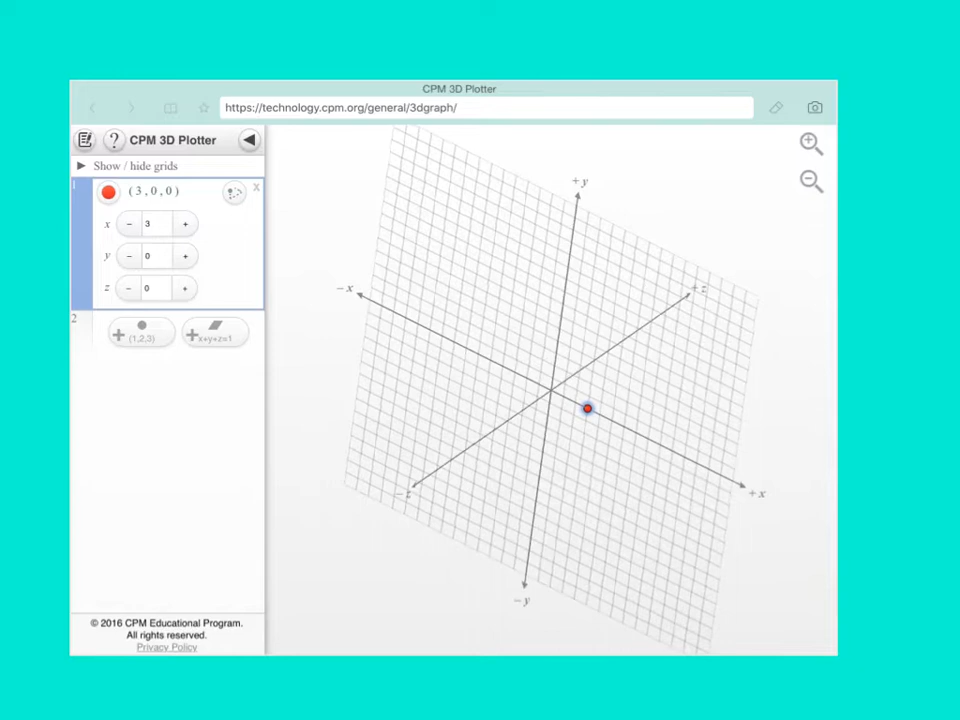 CPM 3D Plotter
https://technology.cpm.org/general/3dgraph/
? CPM 3D Plotter
Show / hide grids
1
(3,0,0)
x
x − 3 +
y − 0 +
z − 0 +
2
(1,2,3)
x+y+z=1
© 2016 CPM Educational Program.
All rights reserved.
Privacy Policy
+y
−x
+z
−z
+x
−y